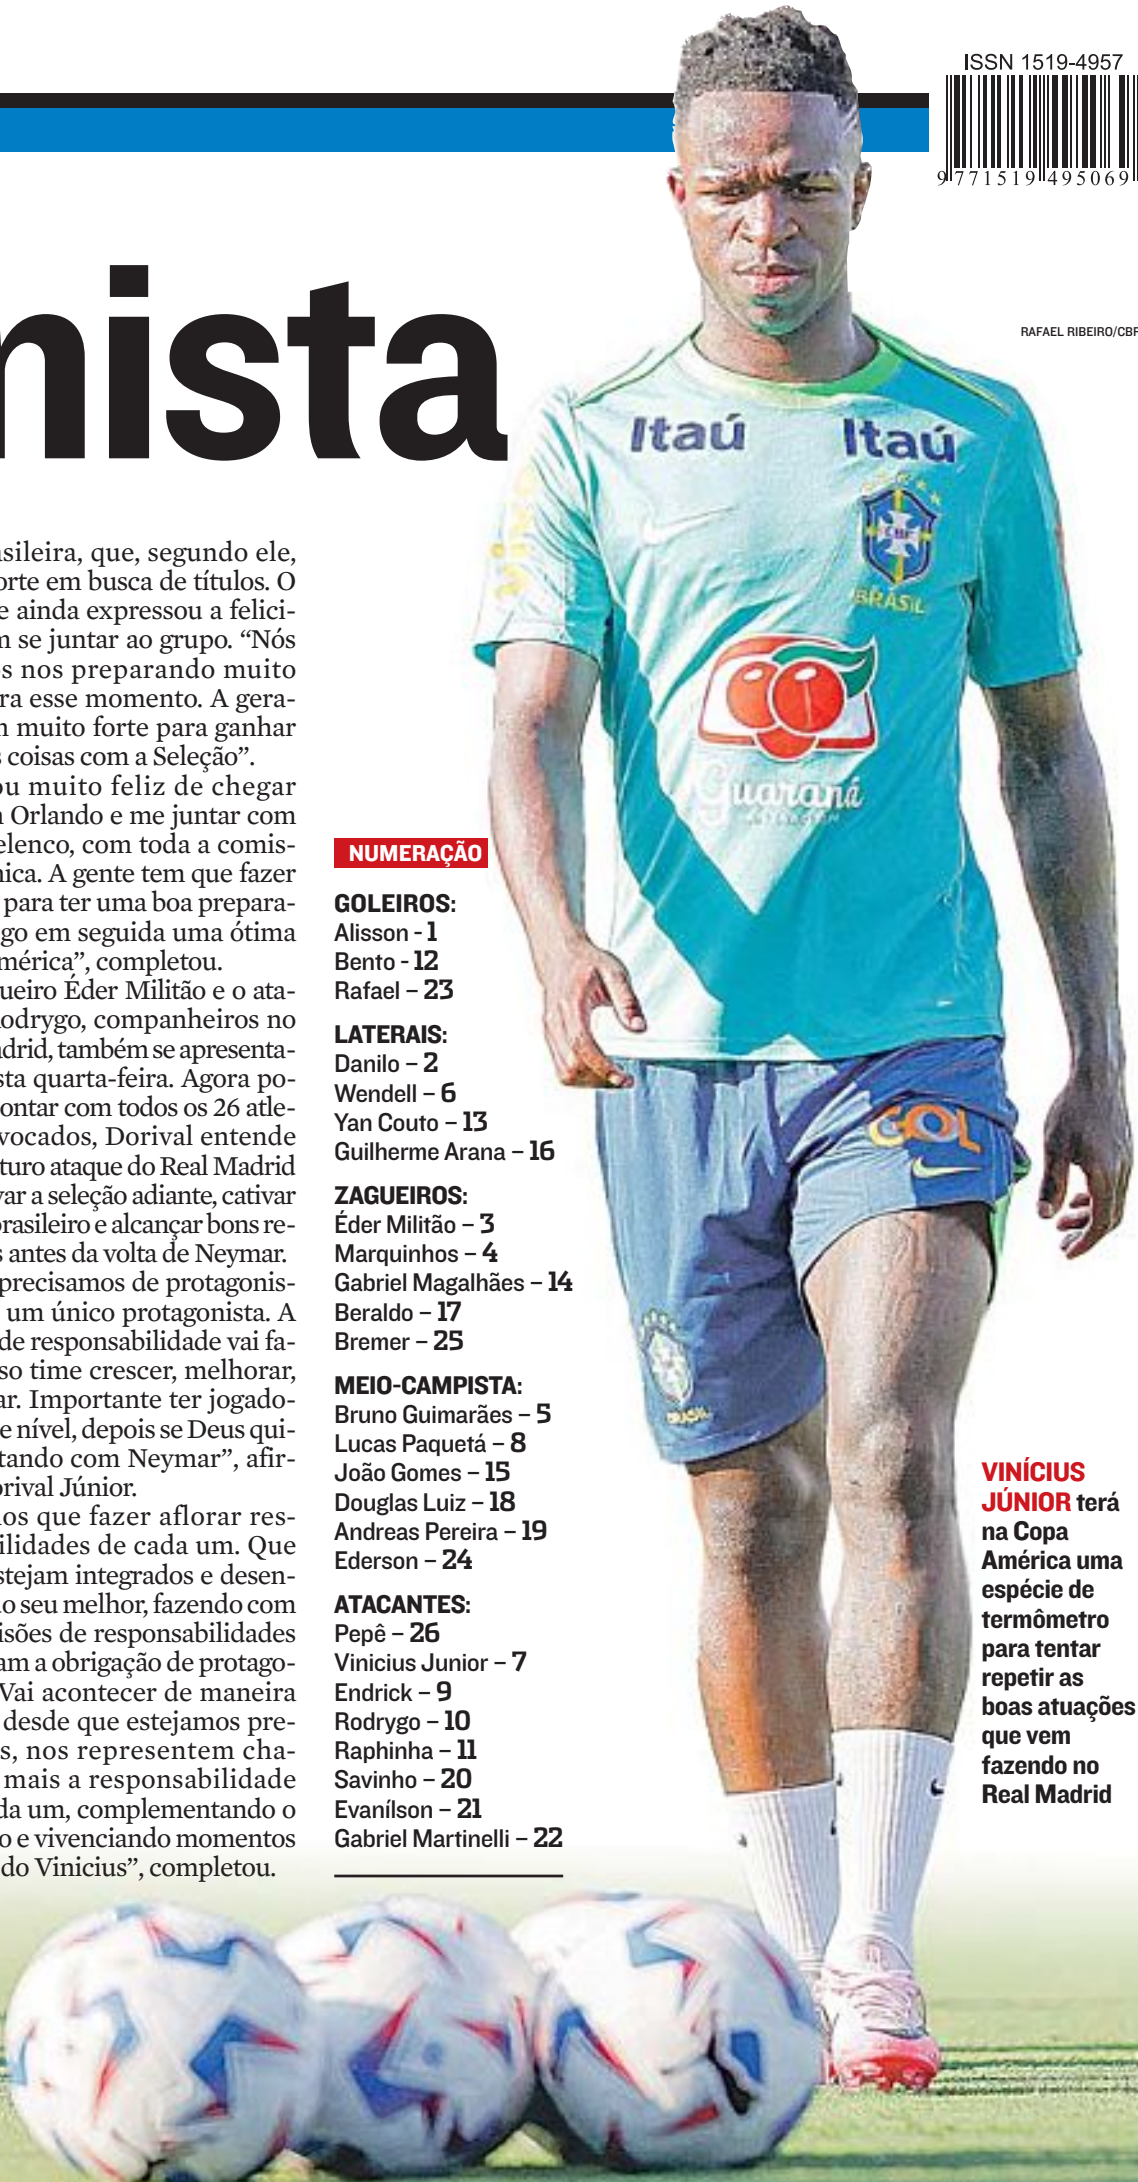 ISSN 1519-4957
9 771519 495069
nista
RAFAEL RIBEIRO/CBF
Itaú Itaú
CBF
BRASIL
Guaraná
GOL
BRASIL
asileira, que, segundo ele,
orte em busca de títulos. O
e ainda expressou a felici-
m se juntar ao grupo. “Nós
os nos preparando muito
ra esse momento. A gera-
m muito forte para ganhar
s coisas com a Seleção”.
ou muito feliz de chegar
n Orlando e me juntar com
elenco, com toda a comis-
nica. A gente tem que fazer
para ter uma boa prepara-
go em seguida uma ótima
mérica”, completou.
ueiro Éder Militão e o ata-
odrygo, companheiros no
adrid, também se apresenta-
sta quarta-feira. Agora po-
ontar com todos os 26 atle-
vocados, Dorival entende
turo ataque do Real Madrid
var a seleção adiante, cativar
brasileiro e alcançar bons re-
s antes da volta de Neymar.
precisamos de protagonis-
um único protagonista. A
de responsabilidade vai fa-
so time crescer, melhorar,
ar. Importante ter jogado-
e nível, depois se Deus qui-
tando com Neymar”, afir-
orival Júnior.
nos que fazer aflorar res-
ilidades de cada um. Que
stejam integrados e desen-
do seu melhor, fazendo com
isões de responsabilidades
am a obrigação de protago-
Vai acontecer de maneira
desde que estejamos pre-
s, nos representem cha-
mais a responsabilidade
da um, complementando o
o e vivenciando momentos
do Vinicius”, completou.
NUMERAÇÃO
GOLEIROS:
Alisson - 1
Bento - 12
Rafael – 23
LATERAIS:
Danilo – 2
Wendell – 6
Yan Couto – 13
Guilherme Arana – 16
ZAGUEIROS:
Éder Militão – 3
Marquinhos – 4
Gabriel Magalhães – 14
Beraldo – 17
Bremer – 25
MEIO-CAMPISTA:
Bruno Guimarães – 5
Lucas Paquetá – 8
João Gomes – 15
Douglas Luiz – 18
Andreas Pereira – 19
Ederson – 24
ATACANTES:
Pepê – 26
Vinicius Junior – 7
Endrick – 9
Rodrygo – 10
Raphinha – 11
Savinho – 20
Evanílson – 21
Gabriel Martinelli – 22
VINÍCIUS
JÚNIOR terá
na Copa
América uma
espécie de
termômetro
para tentar
repetir as
boas atuações
que vem
fazendo no
Real Madrid